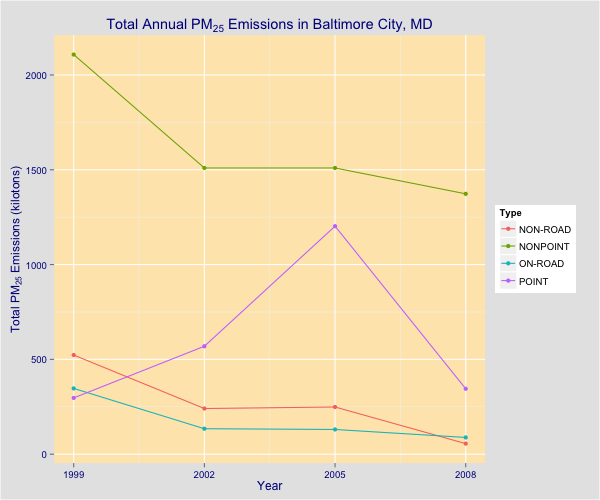 Total Annual PM25 Emissions in Baltimore City, MD
Total PM25 Emissions (kilotons)
2000
1500
1000
500
0
1999 2002 2005 2008
Year
Type
NON-ROAD
NONPOINT
ON-ROAD
POINT